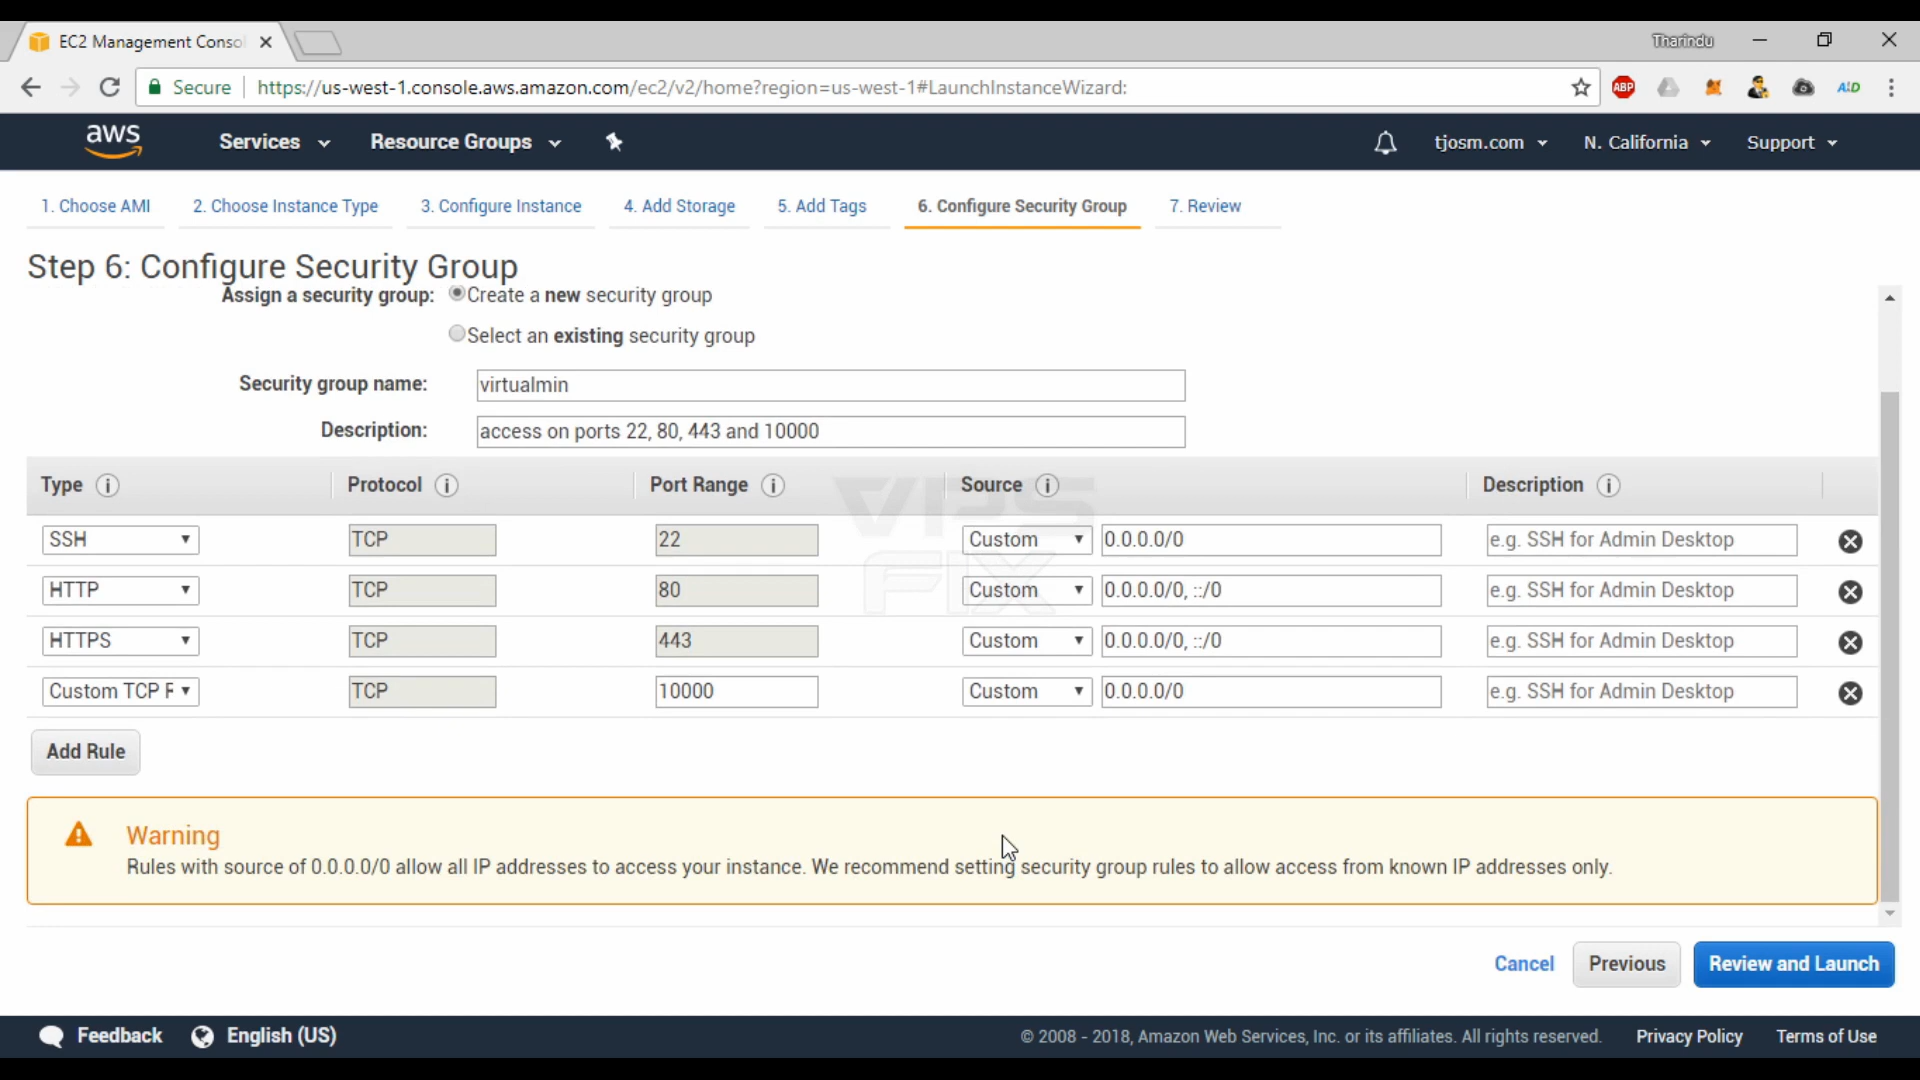 EC2 Management Conso
Tharindu
Secure https://us-west-1.console.aws.amazon.com/ec2/v2/home?region=us-west-1#LaunchInstanceWizard:
ABP
A:D
aws Services Resource Groups tjosm.com N. California Support
1. Choose AMI 2. Choose Instance Type 3. Configure Instance 4. Add Storage 5. Add Tags 6. Configure Security Group 7. Review
Step 6: Configure Security Group
Assign a security group: Create a new security group
Select an existing security group
Security group name: virtualmin
Description: access on ports 22, 80, 443 and 10000
Type i Protocol i Port Range i Source i Description i
SSH TCP 22 Custom 0.0.0.0/0 e.g. SSH for Admin Desktop
HTTP TCP 80 Custom 0.0.0.0/0, ::/0 e.g. SSH for Admin Desktop
HTTPS TCP 443 Custom 0.0.0.0/0, ::/0 e.g. SSH for Admin Desktop
Custom TCP F TCP 10000 Custom 0.0.0.0/0 e.g. SSH for Admin Desktop
VPS
FIX
Add Rule
Warning
Rules with source of 0.0.0.0/0 allow all IP addresses to access your instance. We recommend setting security group rules to allow access from known IP addresses only.
Cancel Previous Review and Launch
Feedback English (US) © 2008 - 2018, Amazon Web Services, Inc. or its affiliates. All rights reserved. Privacy Policy Terms of Use